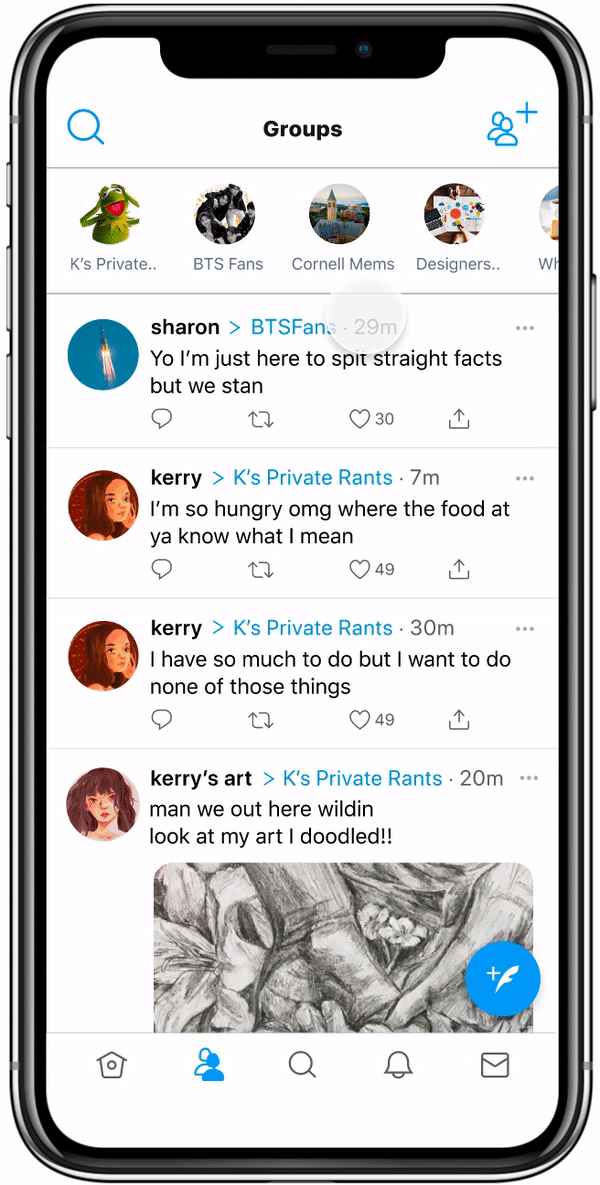 Groups
K's Private..
BTS Fans
Cornell Mems
Designers..
Wh
sharon > BTSFans · 29m
Yo I'm just here to spit straight facts
but we stan
30
kerry > K's Private Rants · 7m
I'm so hungry omg where the food at
ya know what I mean
49
kerry > K's Private Rants · 30m
I have so much to do but I want to do
none of those things
49
kerry's art > K's Private Rants · 20m
man we out here wildin
look at my art I doodled!!